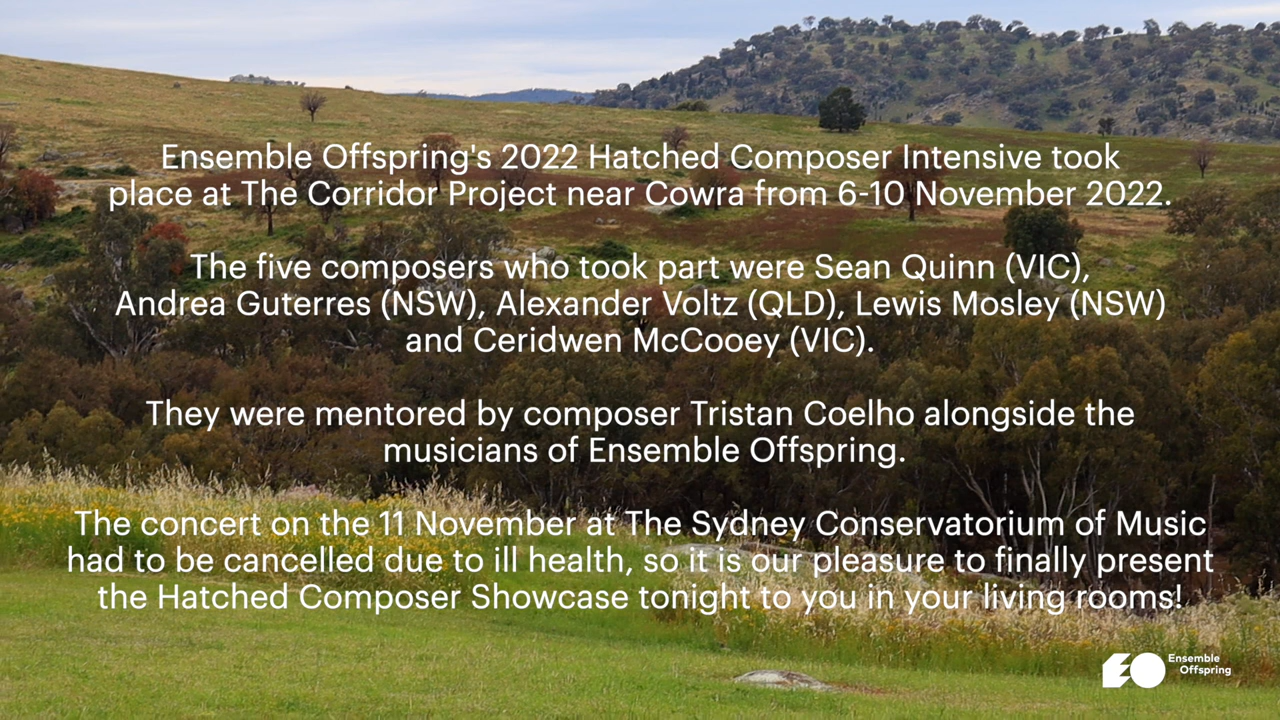 Ensemble Offspring's 2022 Hatched Composer Intensive took
place at The Corridor Project near Cowra from 6-10 November 2022.
The five composers who took part were Sean Quinn (VIC),
Andrea Guterres (NSW), Alexander Voltz (QLD), Lewis Mosley (NSW)
and Ceridwen McCooey (VIC).
They were mentored by composer Tristan Coelho alongside the
musicians of Ensemble Offspring.
The concert on the 11 November at The Sydney Conservatorium of Music
had to be cancelled due to ill health, so it is our pleasure to finally present
the Hatched Composer Showcase tonight to you in your living rooms!
EO
Ensemble
Offspring